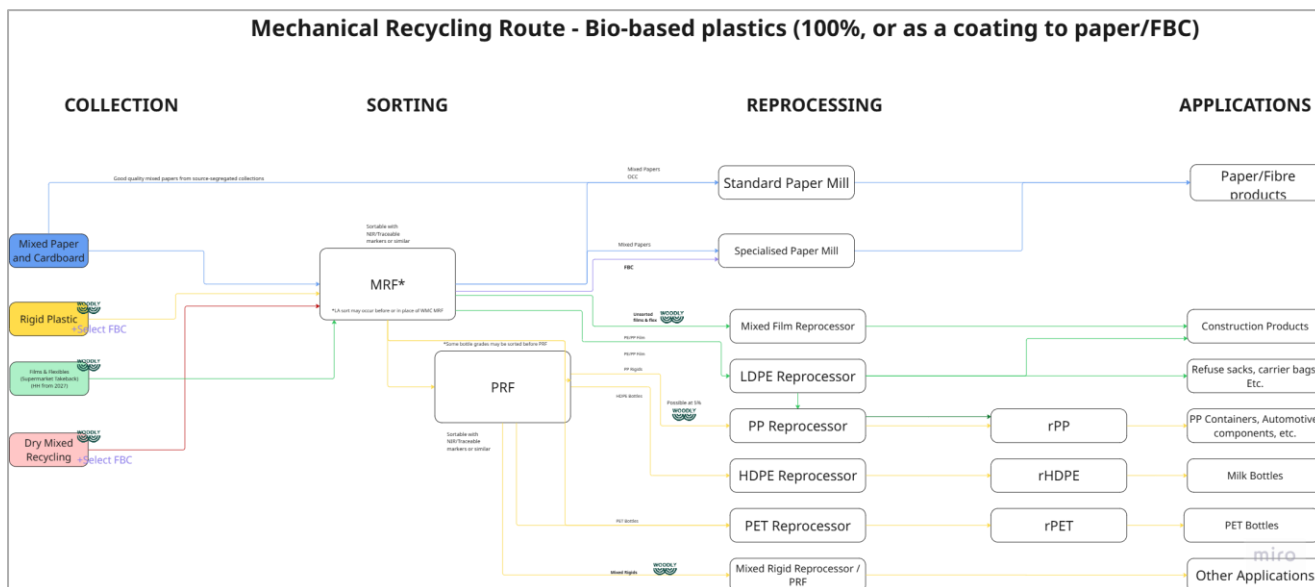 Mechanical Recycling Route - Bio-based plastics (100%, or as a coating to paper/FBC)
COLLECTION
SORTING
REPROCESSING
APPLICATIONS
Good quality mixed papers from source-segregated collections
Mixed Papers
OCC
Standard Paper Mill
Paper/Fibre
products
Mixed Paper
and Cardboard
Sortable with
NIR/Traceable
markers or similar
MRF*
Mixed Papers
FBC
Specialised Paper Mill
WOODLY
Rigid Plastic
+Select FBC
*LA sort may occur before or in place of WMC MRF
Unsorted
films & flex
WOODLY
Mixed Film Reprocessor
Construction Products
PE/PP Film
*Some bottle grades may be sorted before PRF
PE/PP Film
WOODLY
Films & Flexibles
(Supermarket Takeback)
(HH from 2027)
PRF
PP Rigids
LDPE Reprocessor
Refuse sacks, carrier bags
Etc.
HDPE Bottles
Possible at 5%
WOODLY
PP Reprocessor
rPP
PP Containers, Automotive
components, etc.
WOODLY
Dry Mixed
Recycling
+Select FBC
Sortable with
NIR/Traceable
markers or similar
HDPE Reprocessor
rHDPE
Milk Bottles
PET Bottles
PET Reprocessor
rPET
PET Bottles
miro
Mixed Rigids
WOODLY
Mixed Rigid Reprocessor /
PRF
Other Applications